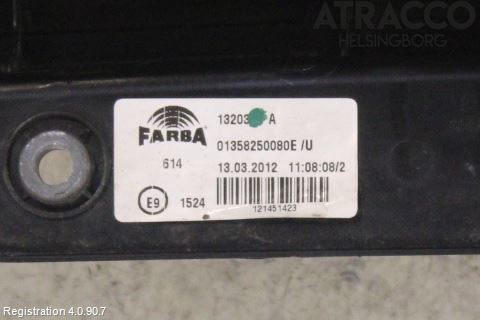 ATRACCO
HELSINGBORG
FARBA
614
E9 1524
A
01358250080E /U
13.03.2012 11:08:08/2
121451423
Registration 4.0.90.7